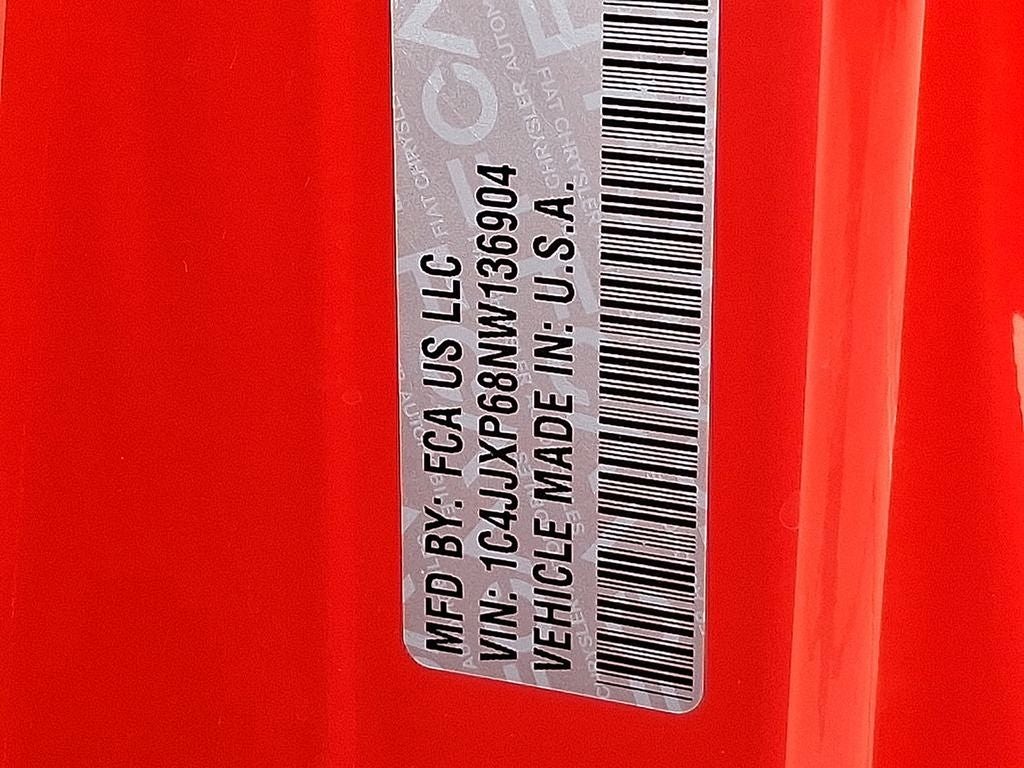 MFD BY: FCA US LLC
VIN: 1C4JJXP68NW136904
VEHICLE MADE IN: U.S.A.